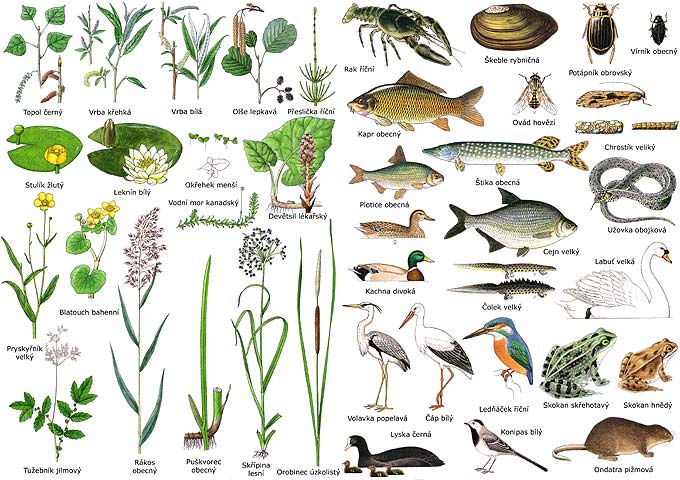 Topol černý
Vrba křehká
Vrba bílá
Olše lepkavá
Přeslička říční
Stulík žlutý
Leknín bílý
Okřehek menší
Vodní mor kanadský
Devětsil lékařský
Pryskyřník
velký
Blatouch bahenní
Tužebník jilmový
Rákos
obecný
Puškvorec
obecný
Skřípina
lesní
Orobinec úzkolistý
Rak říční
Škeble rybničná
Potápník obrovský
Vírník obecný
Kapr obecný
Ovád hovězí
Chrostík veliký
Plotice obecná
Štika obecná
Užovka obojková
Cejn velký
Kachna divoká
Čolek velký
Labuť velká
Volavka popelavá
Čáp bílý
Ledňáček říční
Skokan skřehotavý
Skokan hnědý
Lyska černá
Konipas bílý
Ondatra pižmová